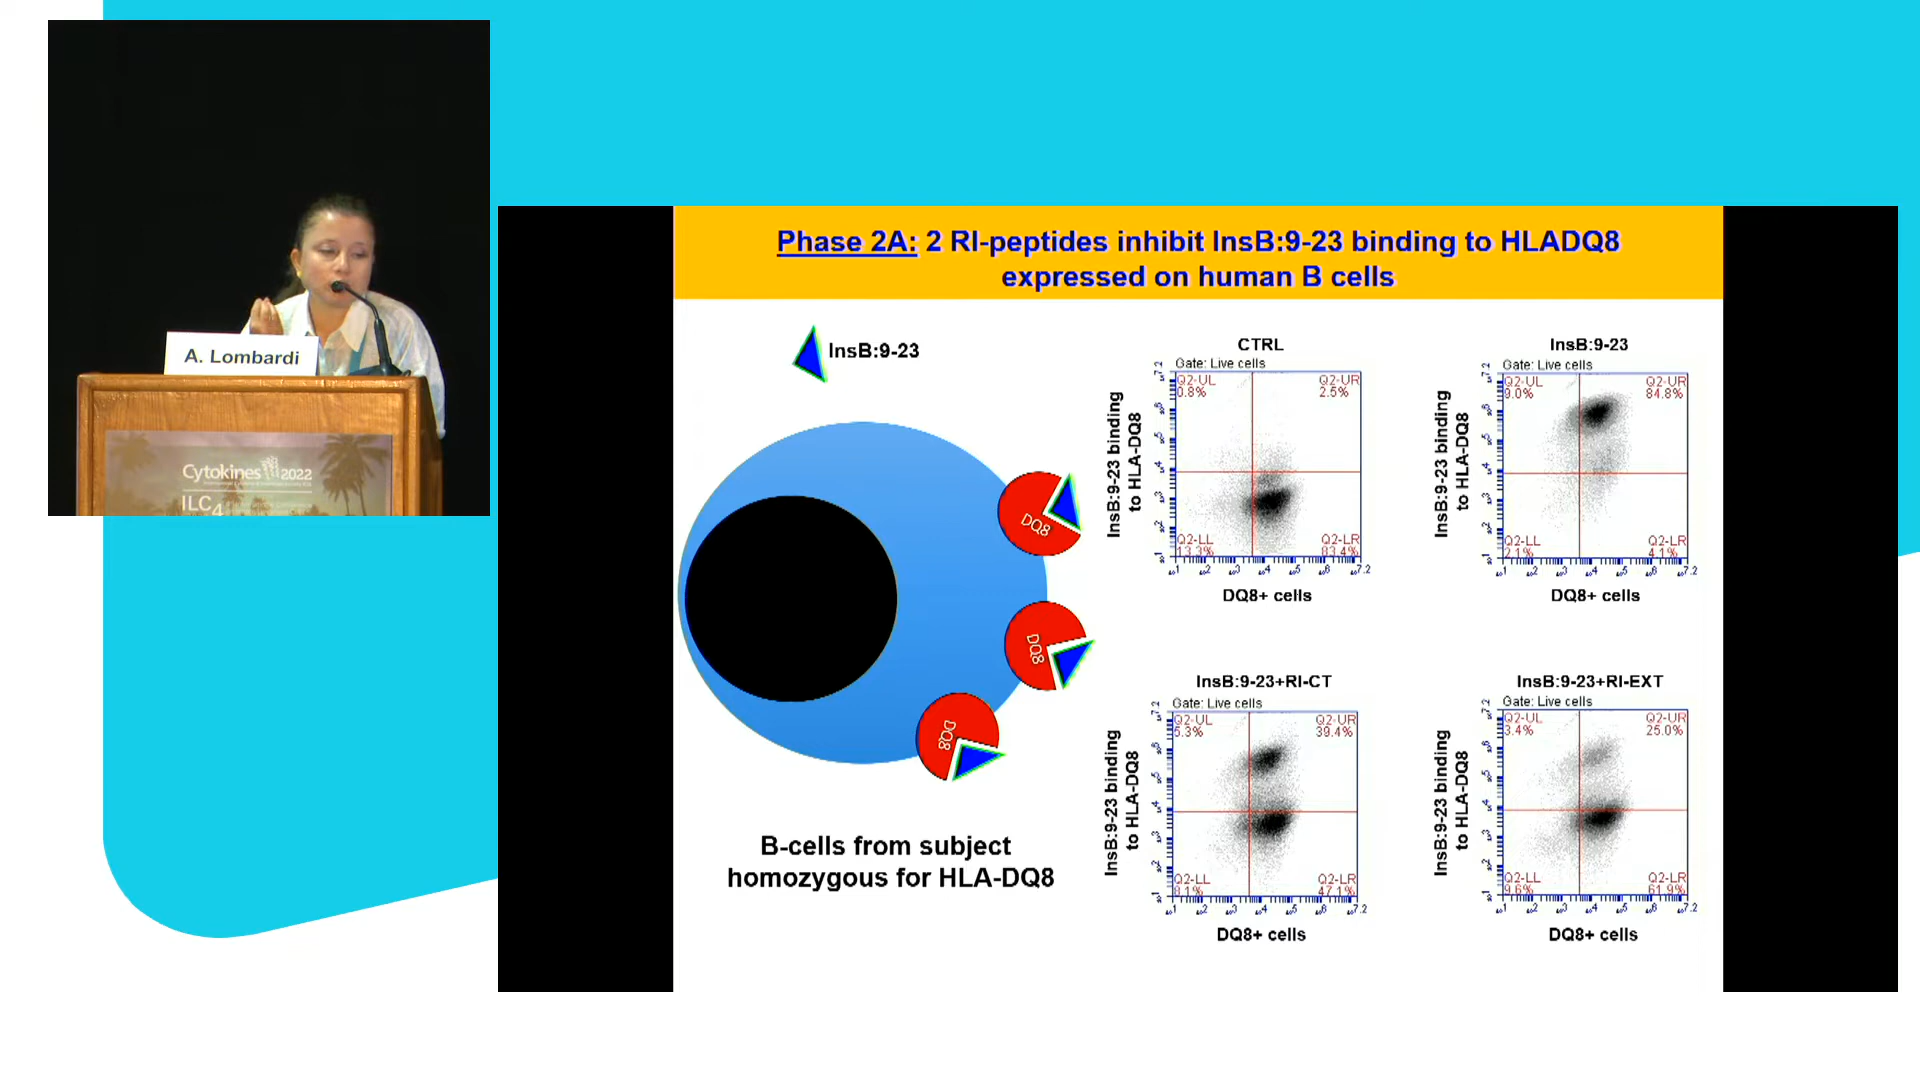 A. Lombardi
Cytokines 2022
ILC4
Phase 2A: 2 RI-peptides inhibit InsB:9-23 binding to HLADQ8
expressed on human B cells
InsB:9-23
DQ8
DQ8
DQ8
B-cells from subject
homozygous for HLA-DQ8
CTRL
Gate: Live cells
Q2-UL
0.8%
Q2-UR
2.5%
Q2-LL
13.3%
Q2-LR
83.4%
InsB:9-23 binding
to HLA-DQ8
DQ8+ cells
InsB:9-23
Gate: Live cells
Q2-UL
9.0%
Q2-UR
84.8%
Q2-LL
2.1%
Q2-LR
4.1%
InsB:9-23 binding
to HLA-DQ8
DQ8+ cells
InsB:9-23+RI-CT
Gate: Live cells
Q2-UL
5.3%
Q2-UR
39.4%
Q2-LL
8.1%
Q2-LR
47.1%
InsB:9-23 binding
to HLA-DQ8
DQ8+ cells
InsB:9-23+RI-EXT
Gate: Live cells
Q2-UL
3.4%
Q2-UR
25.0%
Q2-LL
9.6%
Q2-LR
61.9%
InsB:9-23 binding
to HLA-DQ8
DQ8+ cells